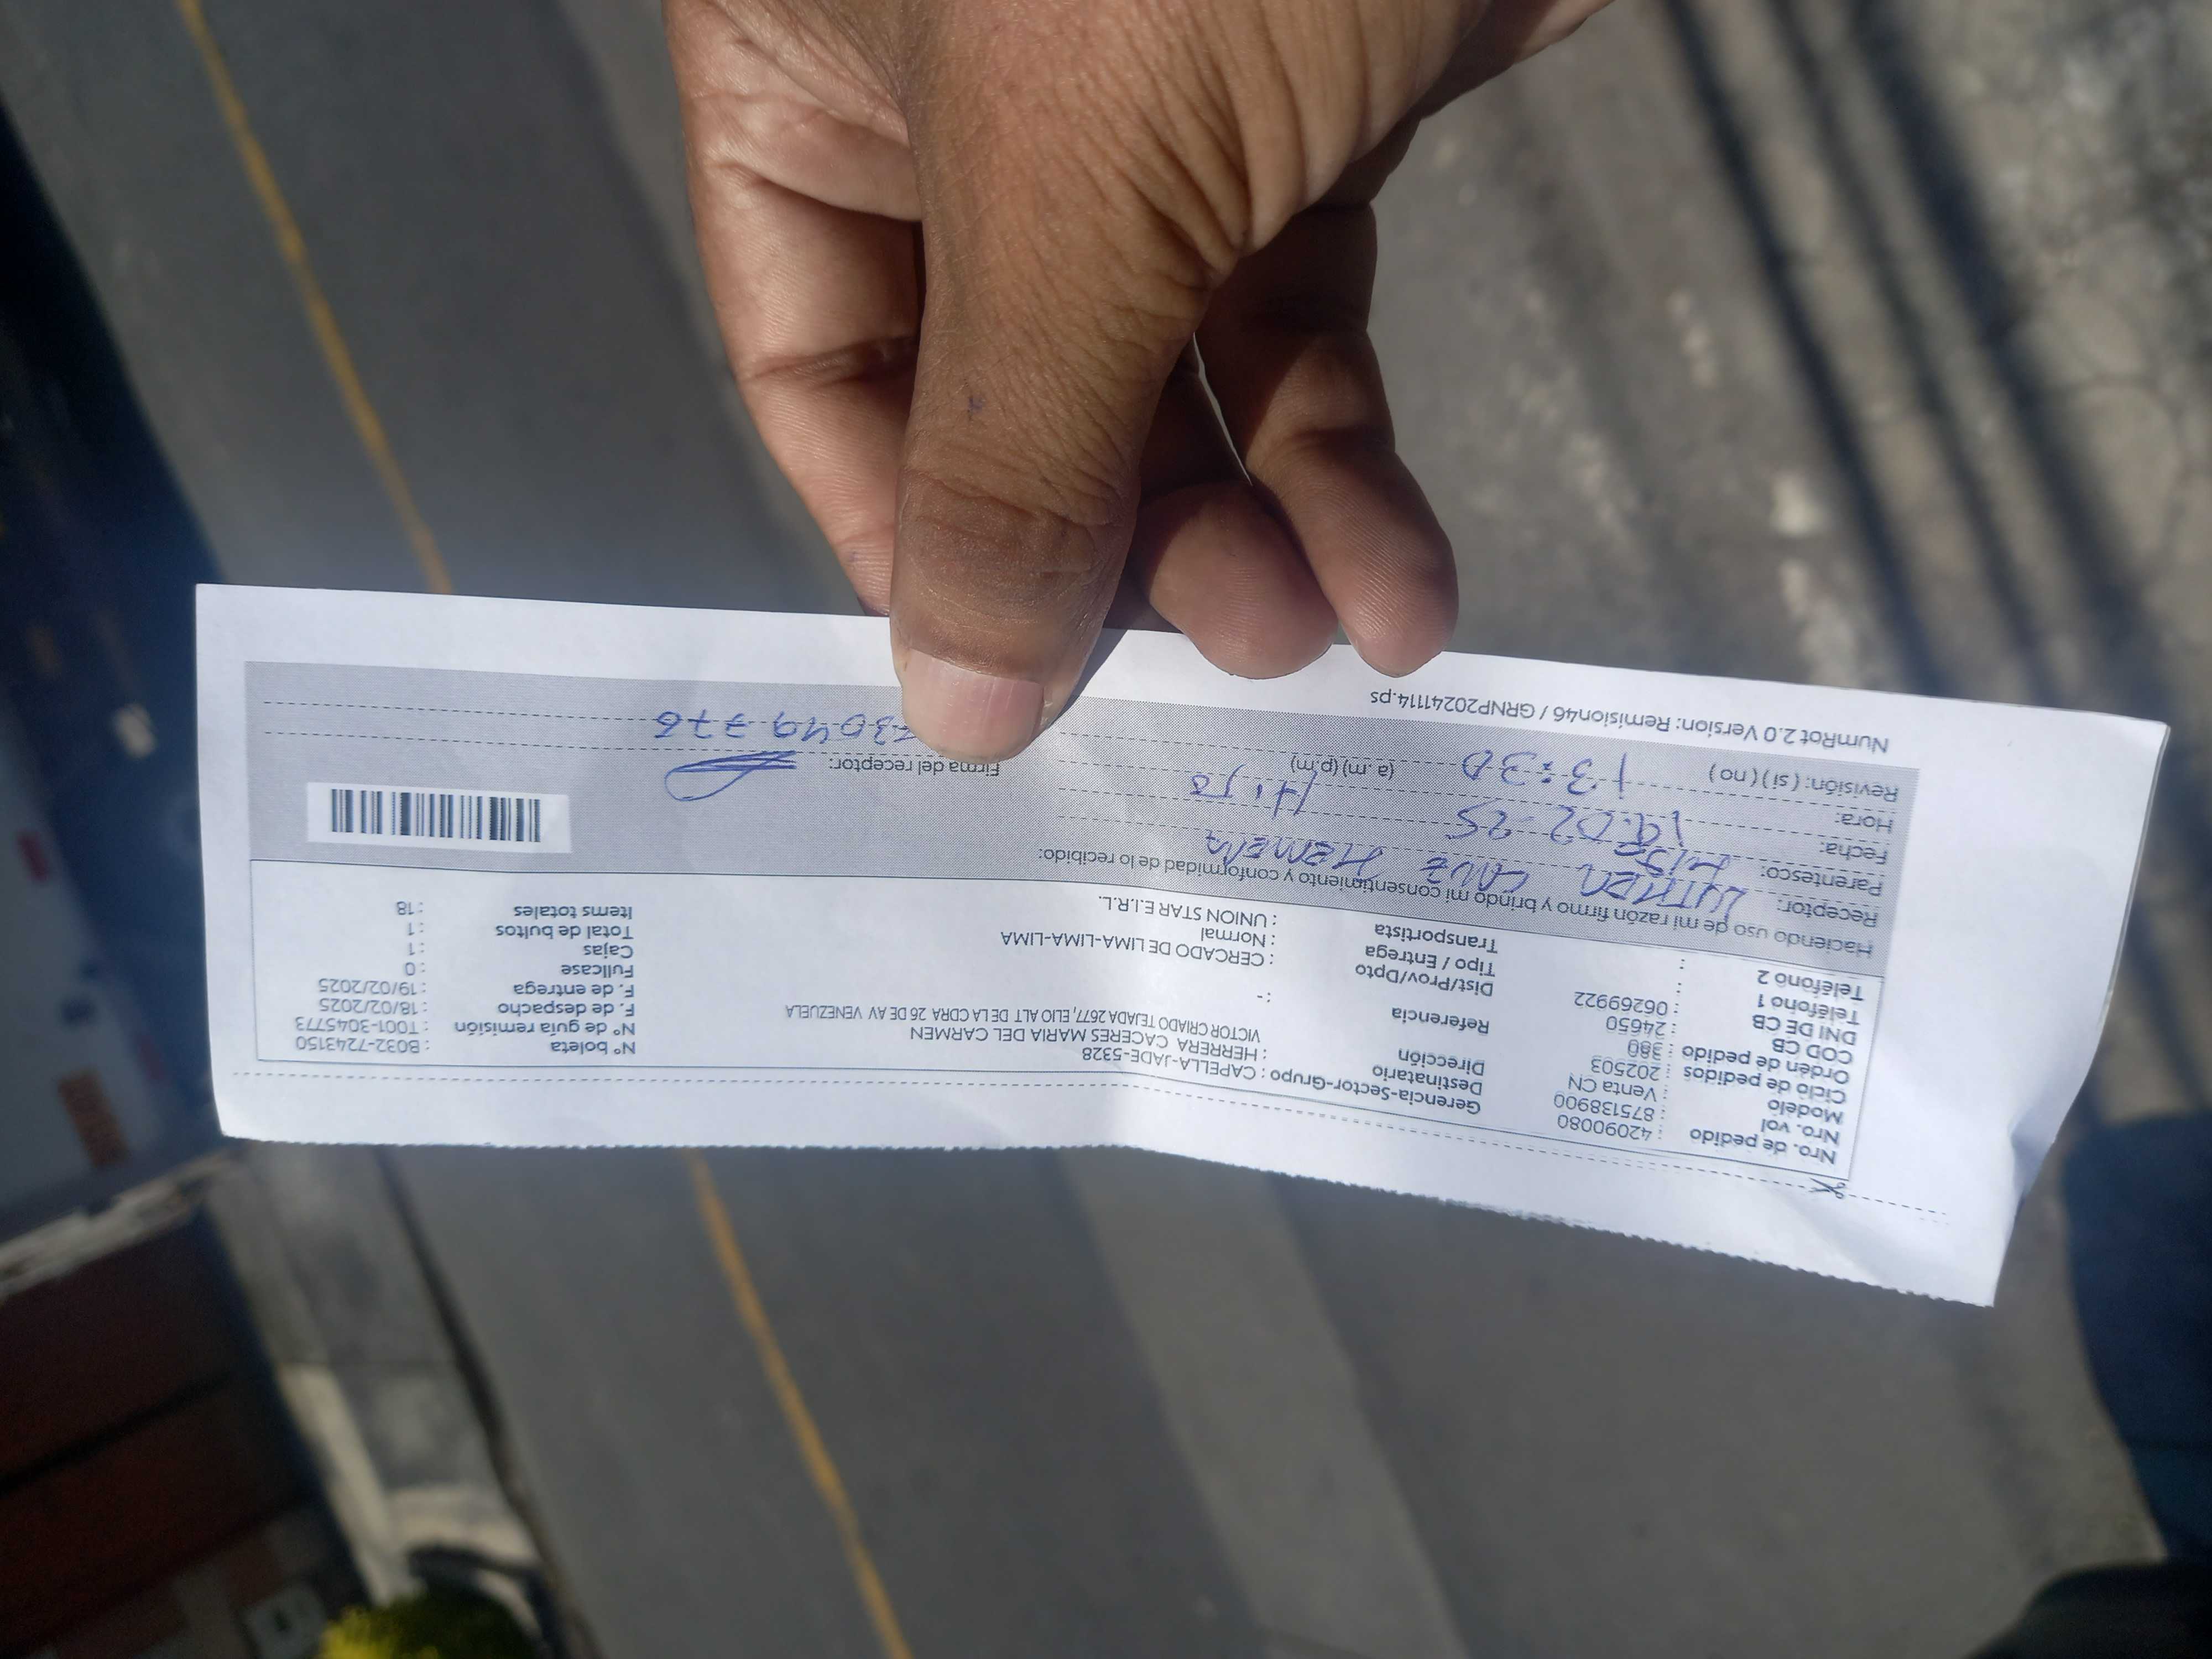 Nro. de pedido : 42090080
Nro. vol : 875138900
Modelo : Venta CN
Ciclo de pedidos : 202503
Orden de pedido : 380
COD CB : 24650
DNI DE CB : 06269922
Teléfono 1 :
Teléfono 2 :
Gerencia-Sector-Grupo : CAPELLA-JADE-5328
Destinatario : HERRERA CACERES MARIA DEL CARMEN
Dirección VICTOR CRIADO TEJADA 2677, ELIO ALT DE LA CDRA 26 DE AV VENEZUELA
Referencia : -
Dist/Prov/Dpto : CERCADO DE LIMA-LIMA-LIMA
Tipo / Entrega : Normal
Transportista : UNION STAR E.I.R.L.
N° boleta : B032-7243150
N° de guía remisión : T001-3045773
F. de despacho : 18/02/2025
F. de entrega : 19/02/2025
Fullcase : 0
Cajas : 1
Total de bultos : 1
Items totales : 18
Haciendo uso de mi razón firmo y brindo mi consentimiento y conformidad de lo recibido:
Receptor:
Parentesco: Hijo
Fecha: 19-02-25
Hora: 13:30 (a.m) (p.m)
Revisión: ( si ) ( no )
Firma del receptor:
3049776
NumRot 2.0 Version: Remision46 / GRNP20241114.ps